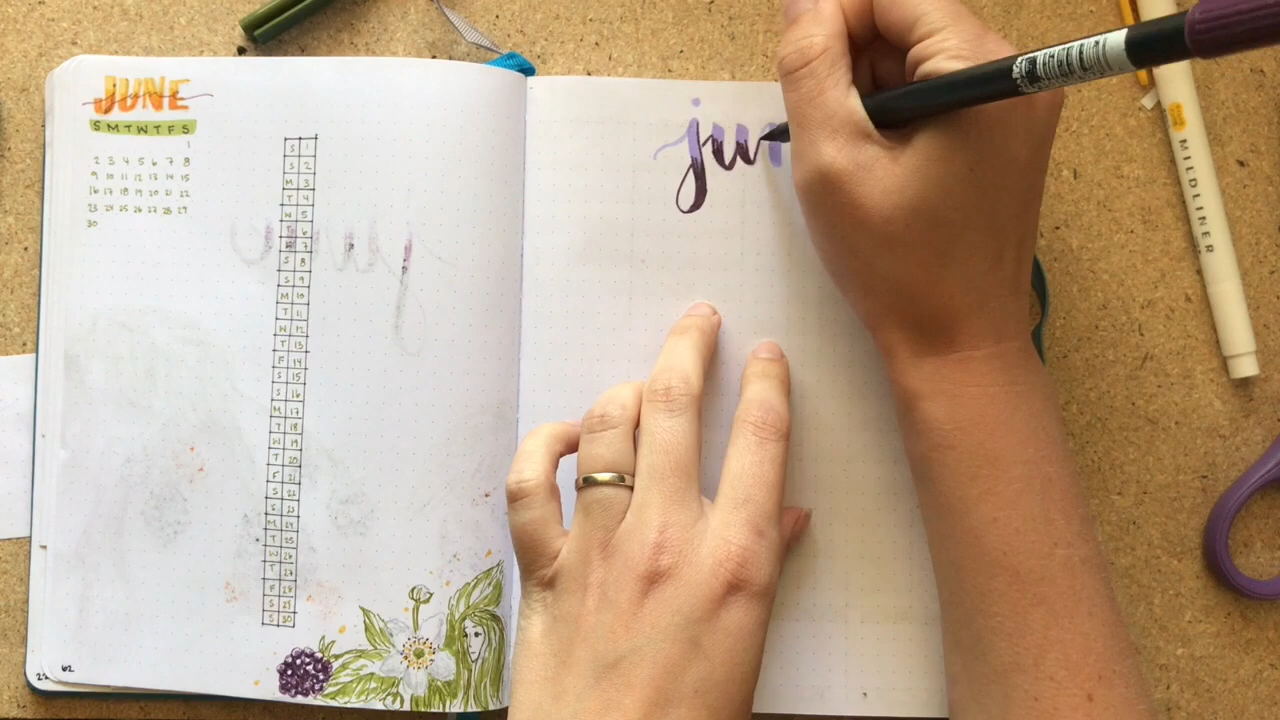 JUNE
june
S M T W T F S
1
2 3 4 5 6 7 8
9 10 11 12 13 14 15
16 17 18 19 20 21 22
23 24 25 26 27 28 29
30
S 1
S 2
M 3
T 4
W 5
T 6
7
S 8
S 9
M 10
T 11
W 12
T 13
F 14
S 15
S 16
M 17
T 18
W 19
T 20
F 21
S 22
S 23
M 24
T 25
W 26
T 27
F 28
S 29
S 30
62
jun
MILDLINER